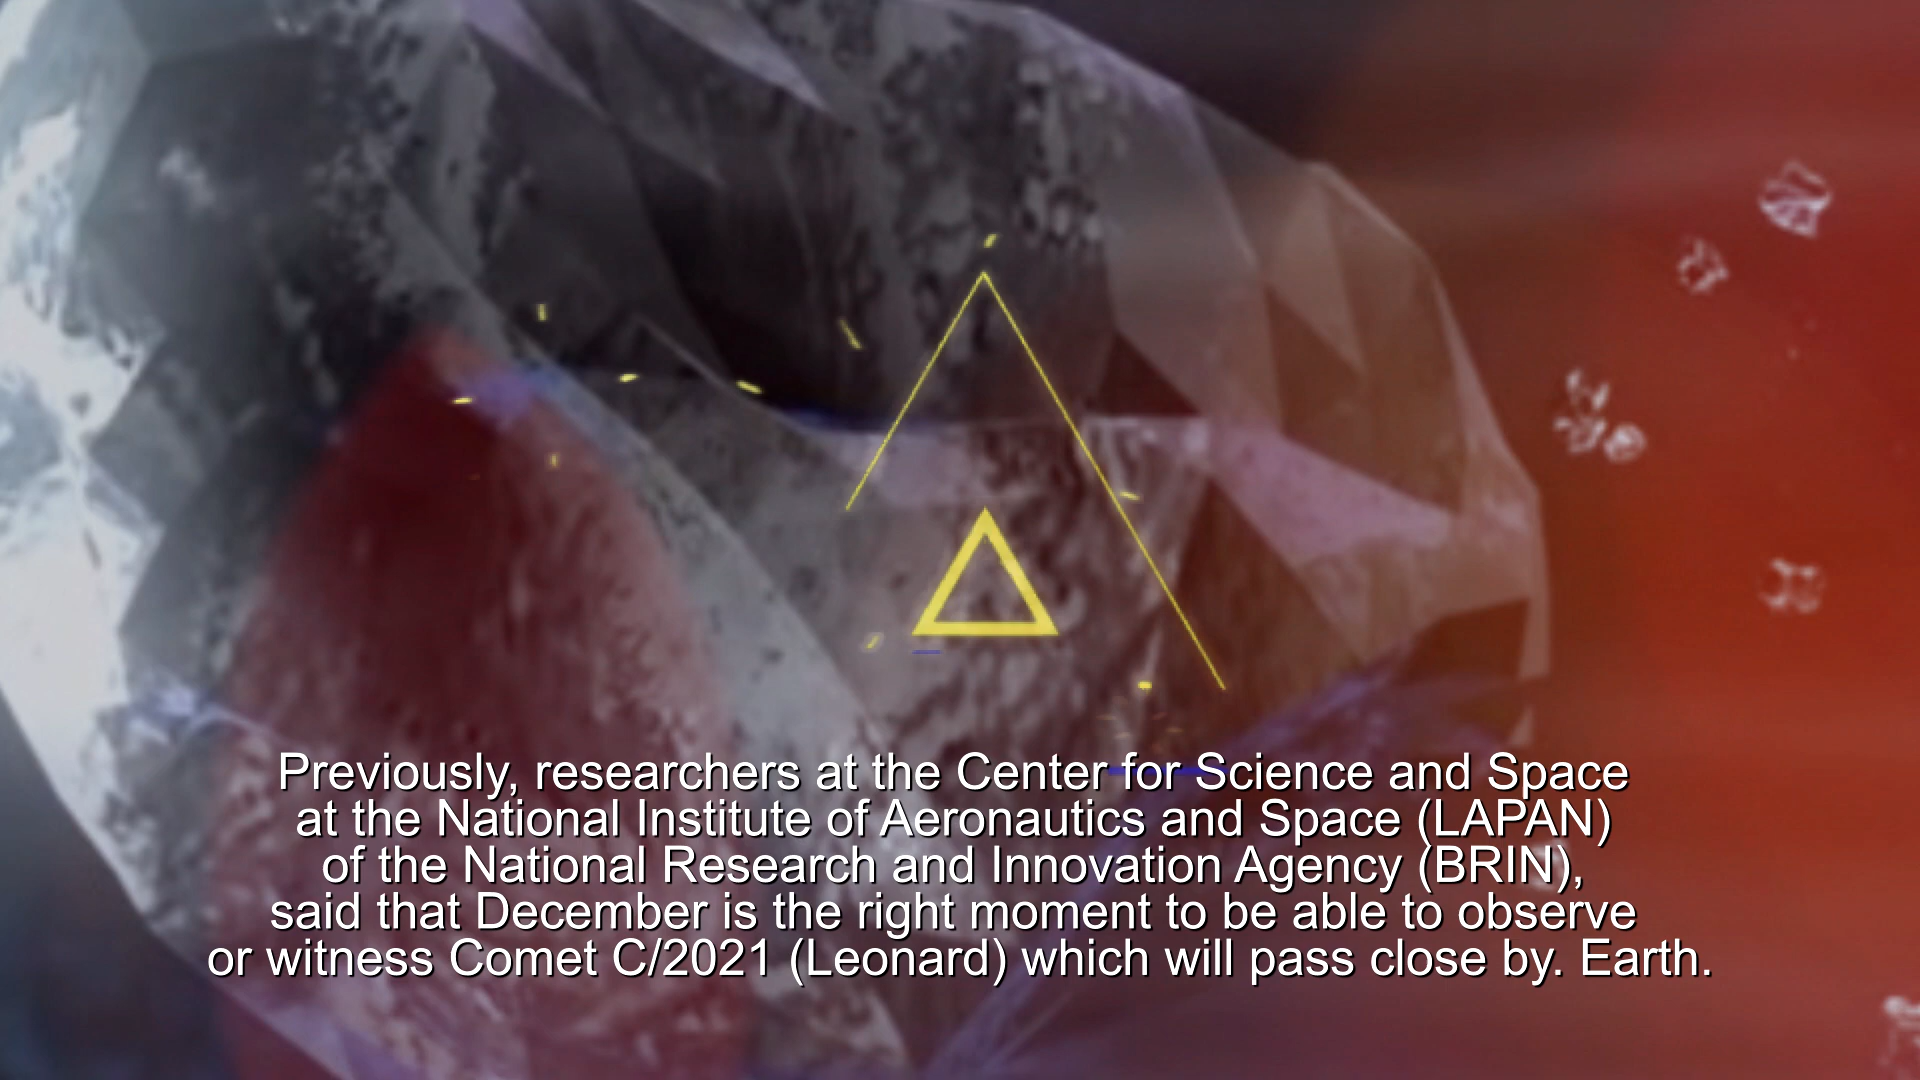 Previously, researchers at the Center for Science and Space
at the National Institute of Aeronautics and Space (LAPAN)
of the National Research and Innovation Agency (BRIN),
said that December is the right moment to be able to observe
or witness Comet C/2021 (Leonard) which will pass close by. Earth.